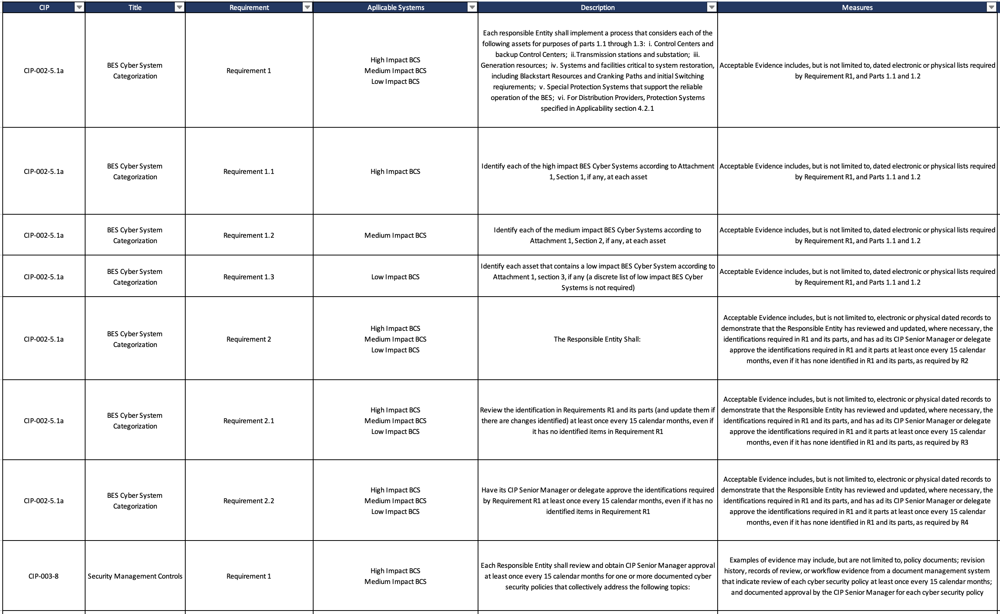 CIP
Title
Requirement
Apllicable Systems
Description
Measures
CIP-002-5.1a
BES Cyber System
Categorization
Requirement 1
High Impact BCS
Medium Impact BCS
Low Impact BCS
Each responsible Entity shall implement a process that considers each of the
following assets for purposes of parts 1.1 through 1.3:  i. Control Centers and
backup Control Centers;  ii.Transmission stations and substation;  iii.
Generation resources;  iv. Systems and facilities critical to system restoration,
including Blackstart Resources and Cranking Paths and initial Switching
reqiurements;  v. Special Protection Systems that support the reliable
operation of the BES;  vi. For Distribution Providers, Protection Systems
specified in Applicability section 4.2.1
Acceptable Evidence includes, but is not limited to, dated electronic or physical lists required
by Requirement R1, and Parts 1.1 and 1.2
CIP-002-5.1a
BES Cyber System
Categorization
Requirement 1.1
High Impact BCS
Identify each of the high impact BES Cyber Systems according to Attachment
1, Section 1, if any, at each asset
Acceptable Evidence includes, but is not limited to, dated electronic or physical lists required
by Requirement R1, and Parts 1.1 and 1.2
CIP-002-5.1a
BES Cyber System
Categorization
Requirement 1.2
Medium Impact BCS
Identify each of the medium impact BES Cyber Systems according to
Attachment 1, Section 2, if any, at each asset
Acceptable Evidence includes, but is not limited to, dated electronic or physical lists required
by Requirement R1, and Parts 1.1 and 1.2
CIP-002-5.1a
BES Cyber System
Categorization
Requirement 1.3
Low Impact BCS
Identify each asset that contains a low impact BES Cyber System according to
Attachment 1, section 3, if any (a discrete list of low impact BES Cyber
Systems is not required)
Acceptable Evidence includes, but is not limited to, dated electronic or physical lists required
by Requirement R1, and Parts 1.1 and 1.2
CIP-002-5.1a
BES Cyber System
Categorization
Requirement 2
High Impact BCS
Medium Impact BCS
Low Impact BCS
The Responsible Entity Shall:
Acceptable Evidence includes, but is not limited to, electronic or physical dated records to
demonstrate that the Responsible Entity has reviewed and updated, where necessary, the
identifications required in R1 and its parts, and has ad its CIP Senior Manager or delegate
approve the identifications required in R1 and it parts at least once every 15 calendar
months, even if it has none identified in R1 and its parts, as required by R2
CIP-002-5.1a
BES Cyber System
Categorization
Requirement 2.1
High Impact BCS
Medium Impact BCS
Low Impact BCS
Review the identification in Requirements R1 and its parts (and update them if
there are changes identified) at least once every 15 calendar months, even if
it has no identified items in Requirement R1
Acceptable Evidence includes, but is not limited to, electronic or physical dated records to
demonstrate that the Responsible Entity has reviewed and updated, where necessary, the
identifications required in R1 and its parts, and has ad its CIP Senior Manager or delegate
approve the identifications required in R1 and it parts at least once every 15 calendar
months, even if it has none identified in R1 and its parts, as required by R3
CIP-002-5.1a
BES Cyber System
Categorization
Requirement 2.2
High Impact BCS
Medium Impact BCS
Low Impact BCS
Have its CIP Senior Manager or delegate approve the identifications required
by Requirement R1 at least once every 15 calendar months, even if it has no
identified items in Requirement R1
Acceptable Evidence includes, but is not limited to, electronic or physical dated records to
demonstrate that the Responsible Entity has reviewed and updated, where necessary, the
identifications required in R1 and its parts, and has ad its CIP Senior Manager or delegate
approve the identifications required in R1 and it parts at least once every 15 calendar
months, even if it has none identified in R1 and its parts, as required by R4
CIP-003-8
Security Management Controls
Requirement 1
High Impact BCS
Medium Impact BCS
Each Responsible Entity shall review and obtain CIP Senior Manager approval
at least once every 15 calendar months for one or more documented cyber
security policies that collectively address the following topics:
Examples of evidence may include, but are not limited to, policy documents; revision
history, records of review, or workflow evidence from a document management system
that indicate review of each cyber security policy at least once every 15 calendar months;
and documented approval by the CIP Senior Manager for each cyber security policy